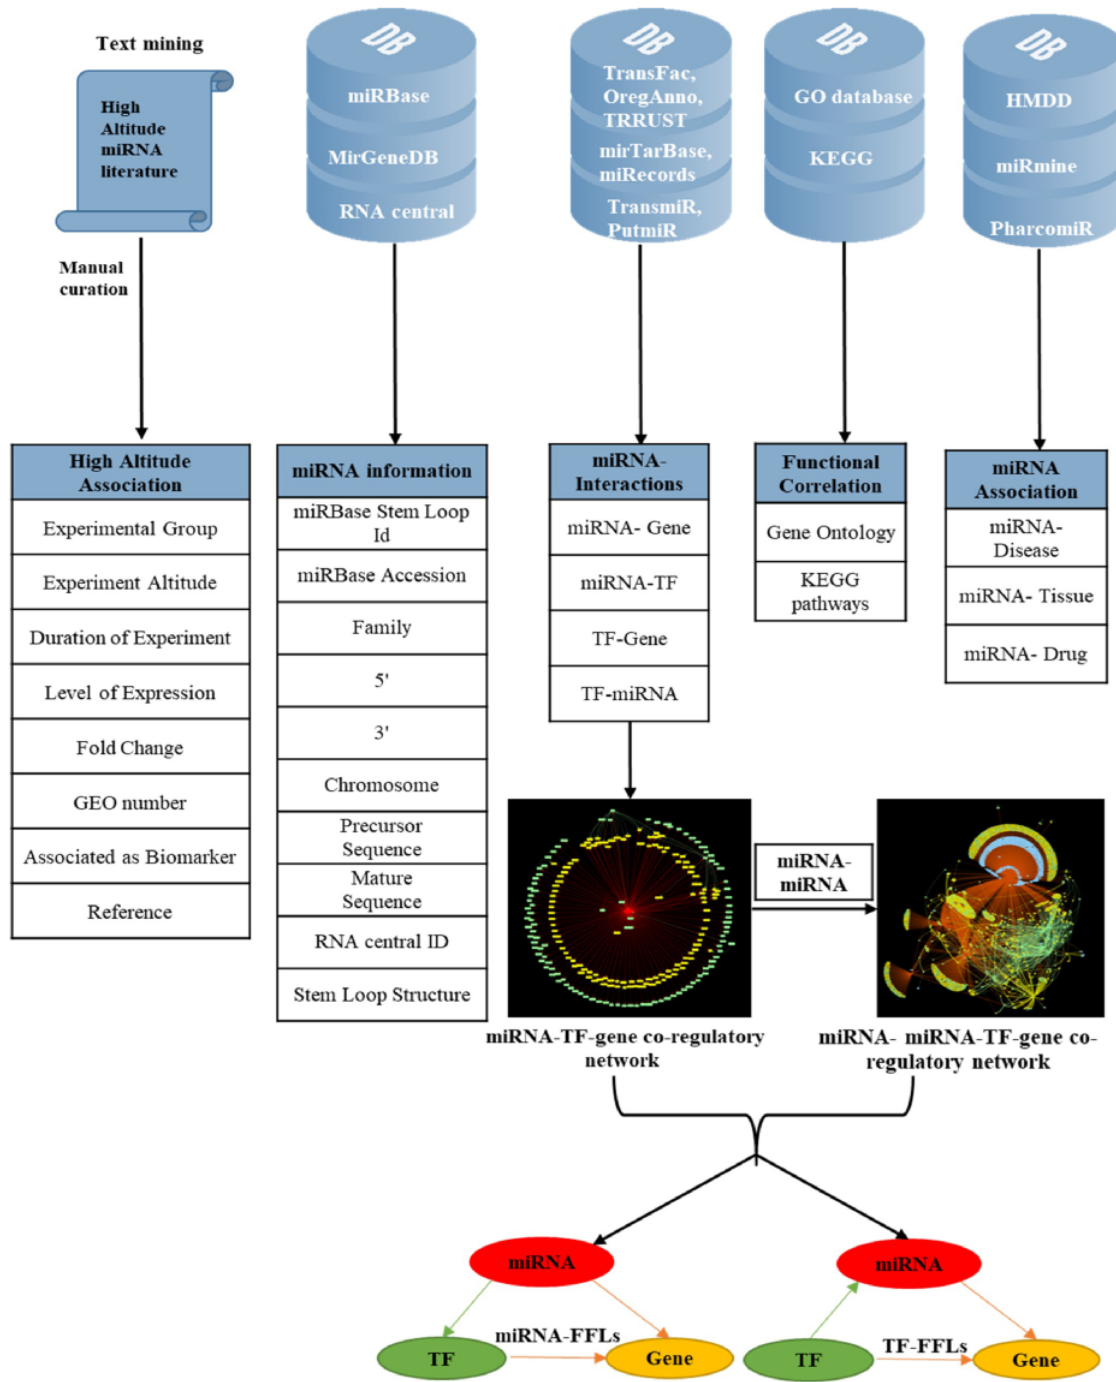 Text mining
High
Altitude
miRNA
literature
Manual
curation
High Altitude
Association
Experimental Group
Experiment Altitude
Duration of Experiment
Level of Expression
Fold Change
GEO number
Associated as Biomarker
Reference
DB
miRBase
MirGeneDB
RNA central
miRNA information
miRBase Stem Loop
Id
miRBase Accession
Family
5'
3'
Chromosome
Precursor
Sequence
Mature
Sequence
RNA central ID
Stem Loop Structure
DB
TransFac,
OregAnno,
TRRUST
mirTarBase,
miRecords
TransmiR,
PutmiR
miRNA-
Interactions
miRNA- Gene
miRNA-TF
TF-Gene
TF-miRNA
DB
GO database
KEGG
Functional
Correlation
Gene Ontology
KEGG
pathways
DB
HMDD
miRmine
PharcomiR
miRNA
Association
miRNA-
Disease
miRNA- Tissue
miRNA- Drug
miRNA-
miRNA
miRNA-TF-gene co-regulatory
network
miRNA- miRNA-TF-gene co-
regulatory network
miRNA
TF
miRNA-FFLs
Gene
miRNA
TF
TF-FFLs
Gene